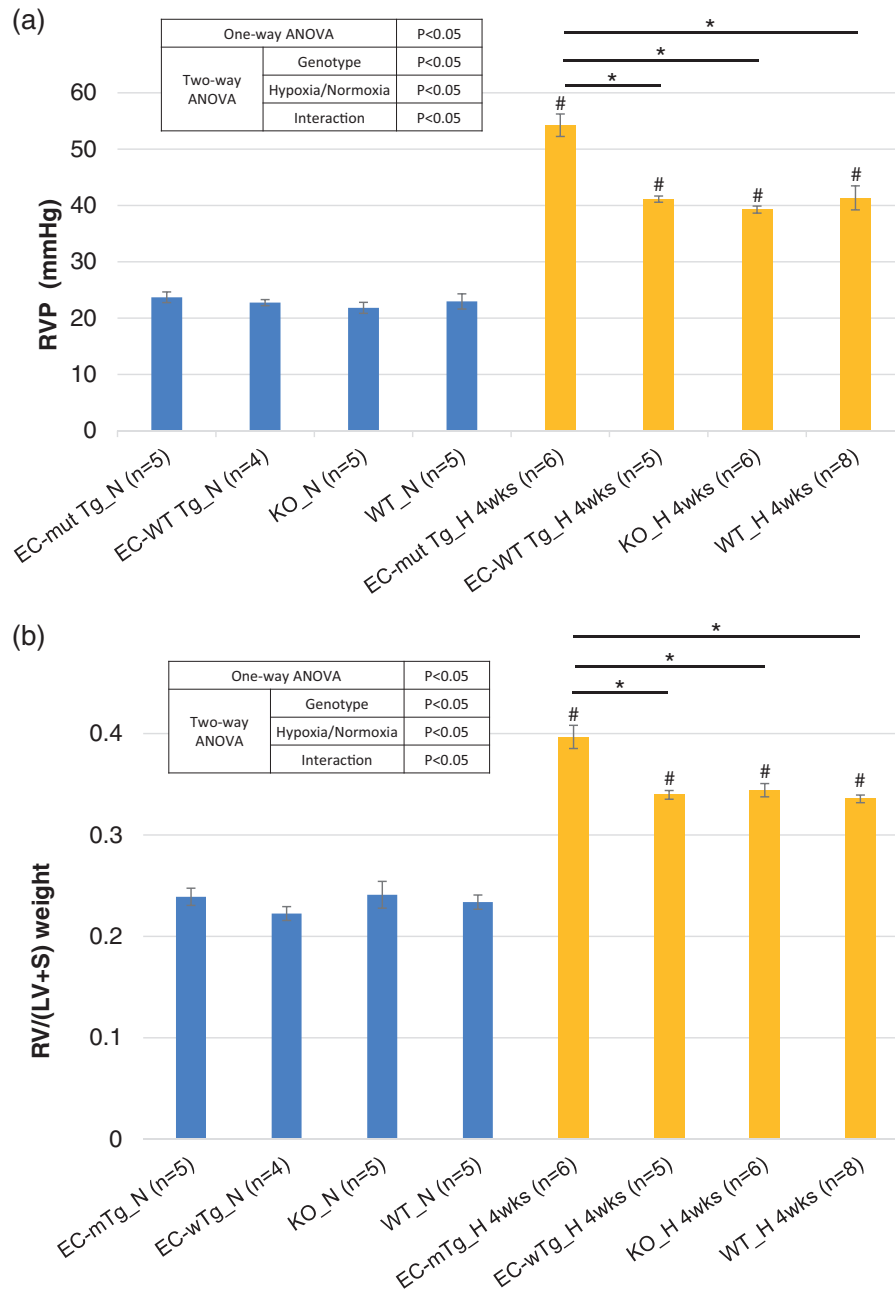 (a)
One-way ANOVA P<0.05
Two-way ANOVA
Genotype P<0.05
Hypoxia/Normoxia P<0.05
Interaction P<0.05
*
*
*
#
#
#
#
60
50
40
30
20
10
0
RVP (mmHg)
EC-mut Tg_N (n=5)
EC-WT Tg_N (n=4)
KO_N (n=5)
WT_N (n=5)
EC-mut Tg_H 4wks (n=6)
EC-WT Tg_H 4wks (n=5)
KO_H 4wks (n=6)
WT_H 4wks (n=8)
(b)
One-way ANOVA P<0.05
Two-way ANOVA
Genotype P<0.05
Hypoxia/Normoxia P<0.05
Interaction P<0.05
*
*
*
#
#
#
#
0.4
0.3
0.2
0.1
0
RV/(LV+S) weight
EC-mTg_N (n=5)
EC-wTg_N (n=4)
KO_N (n=5)
WT_N (n=5)
EC-mTg_H 4wks (n=6)
EC-wTg_H 4wks (n=5)
KO_H 4wks (n=6)
WT_H 4wks (n=8)